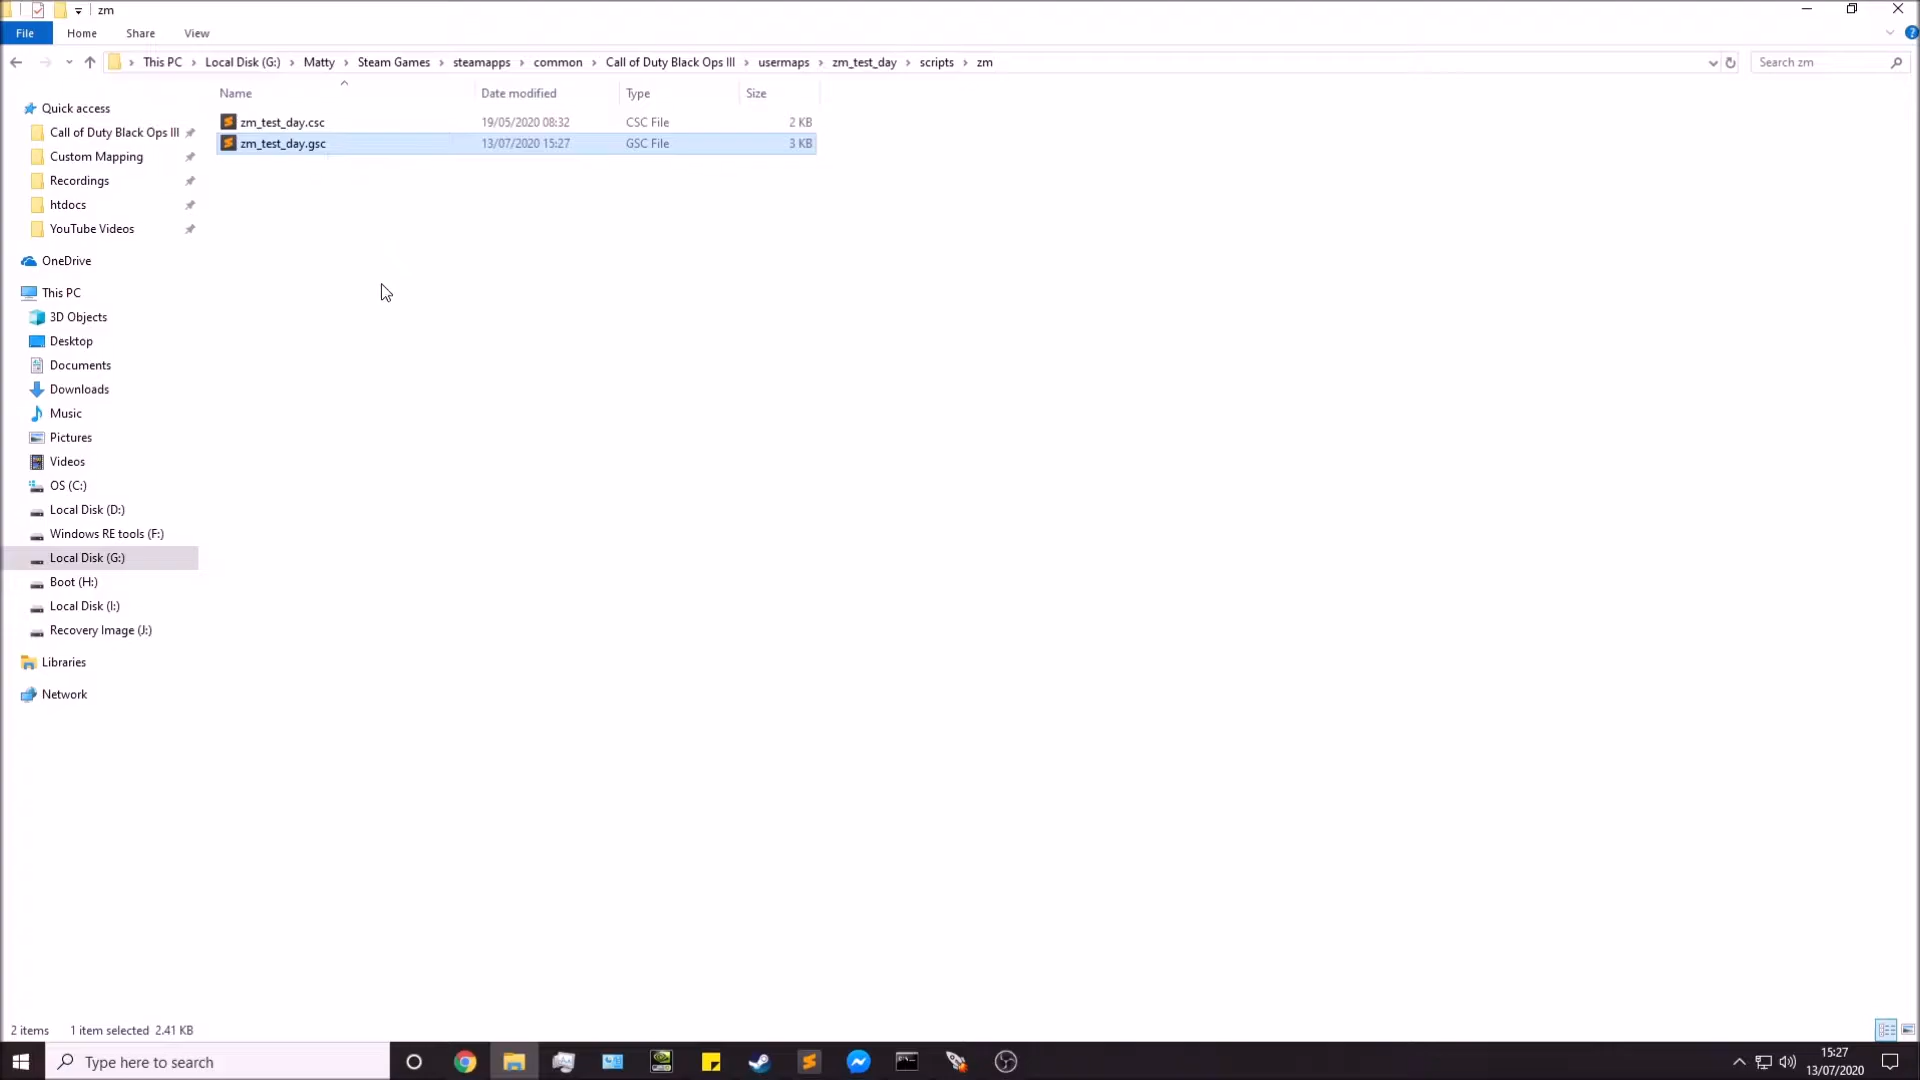 zm
File Home Share View
This PC Local Disk (G:) Matty Steam Games steamapps common Call of Duty Black Ops III usermaps zm_test_day scripts zm Search zm
Name Date modified Type Size
zm_test_day.csc 19/05/2020 08:32 CSC File 2 KB
zm_test_day.gsc 13/07/2020 15:27 GSC File 3 KB
Quick access
Call of Duty Black Ops III
Custom Mapping
Recordings
htdocs
YouTube Videos
OneDrive
This PC
3D Objects
Desktop
Documents
Downloads
Music
Pictures
Videos
OS (C:)
Local Disk (D:)
Windows RE tools (F:)
Local Disk (G:)
Boot (H:)
Local Disk (I:)
Recovery Image (J:)
Libraries
Network
2 items 1 item selected 2.41 KB
Type here to search
15:27
13/07/2020